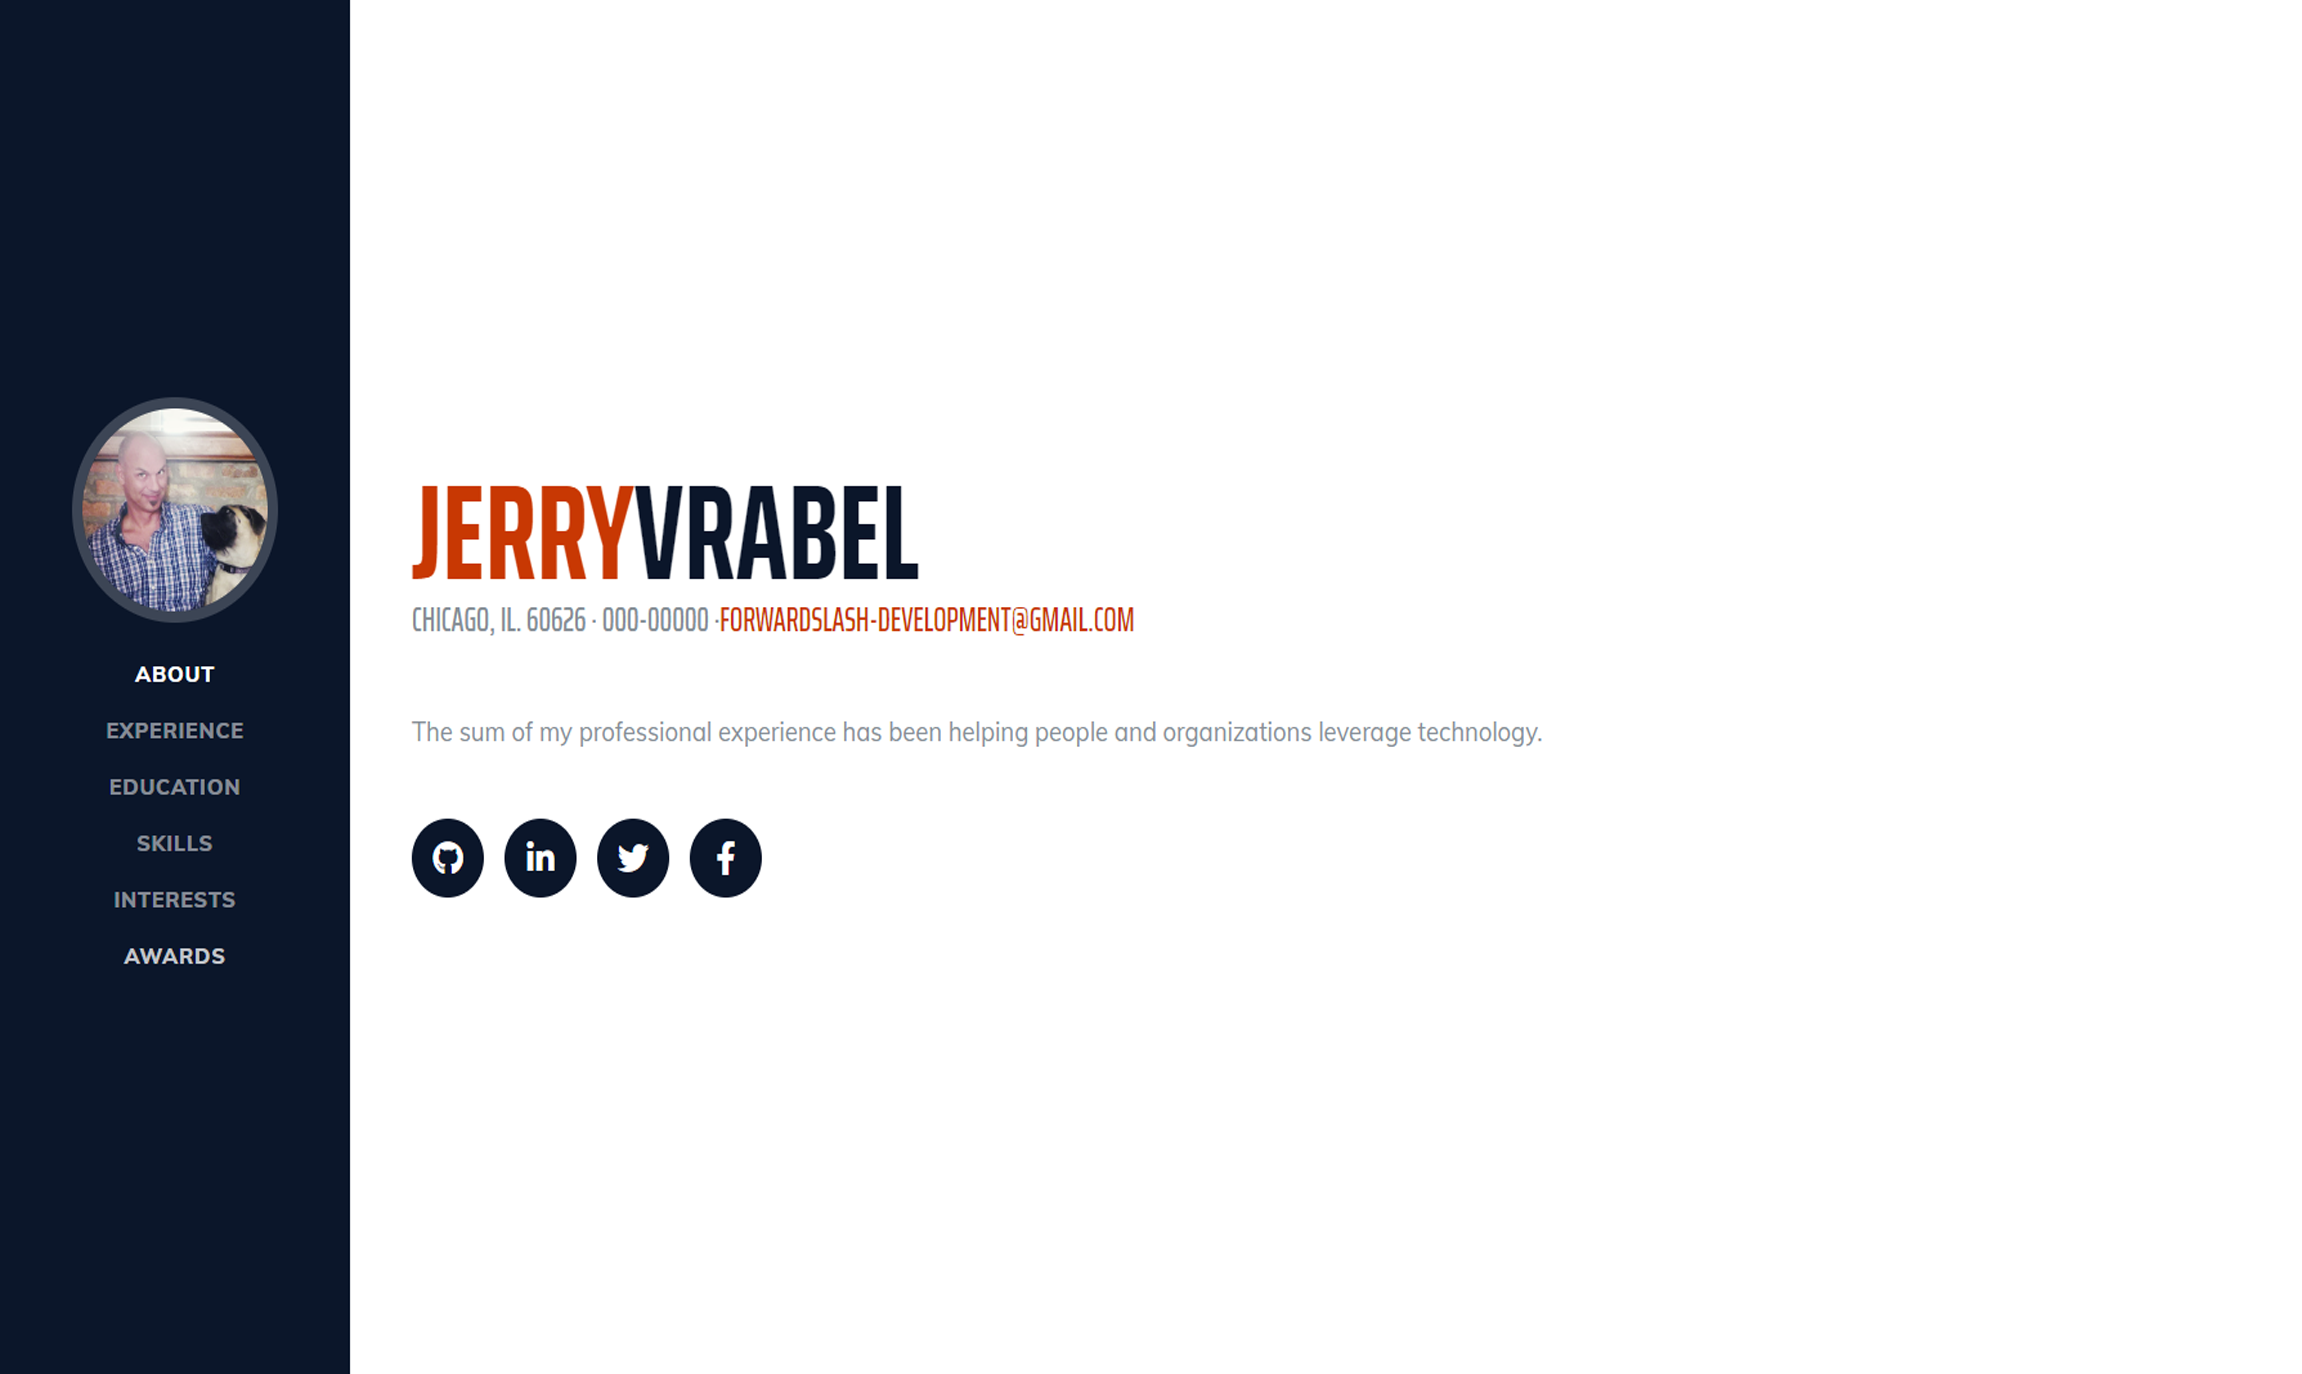 ABOUT
EXPERIENCE
EDUCATION
SKILLS
INTERESTS
AWARDS
JERRYVRABEL
CHICAGO, IL. 60626 · 000-00000 ·FORWARDSLASH-DEVELOPMENT@GMAIL.COM
The sum of my professional experience has been helping people and organizations leverage technology.
in